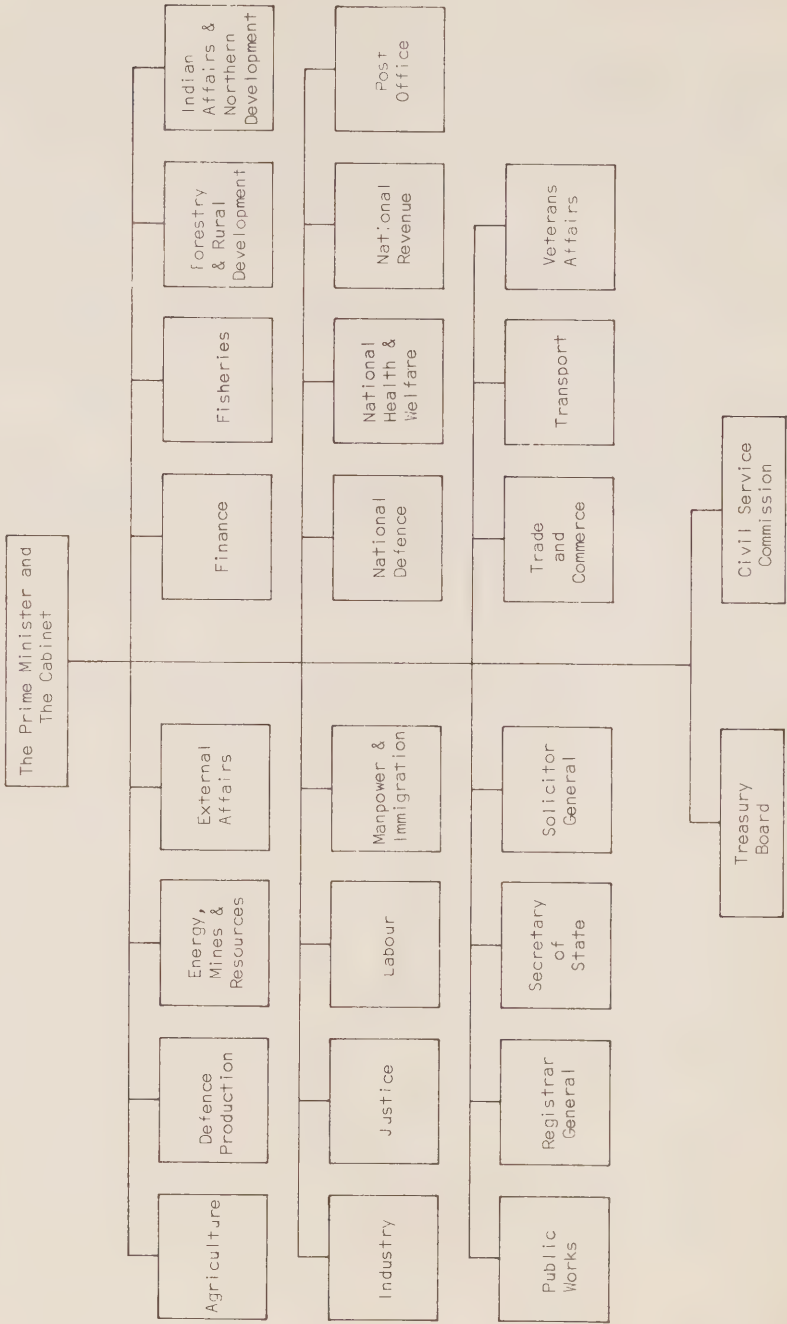 The Prime Minister and
The Cabinet
Agriculture
Defence
Production
Energy,
Mines &
Resources
External
Affairs
Finance
Fisheries
Forestry
& Rural
Development
Indian
Affairs &
Northern
Development
Industry
Justice
Labour
Manpower &
Immigration
National
Defence
National
Health &
Welfare
National
Revenue
Post
Office
Public
Works
Registrar
General
Secretary
of
State
Solicitor
General
Trade
and
Commerce
Transport
Veterans
Affairs
Treasury
Board
Civil Service
Commission